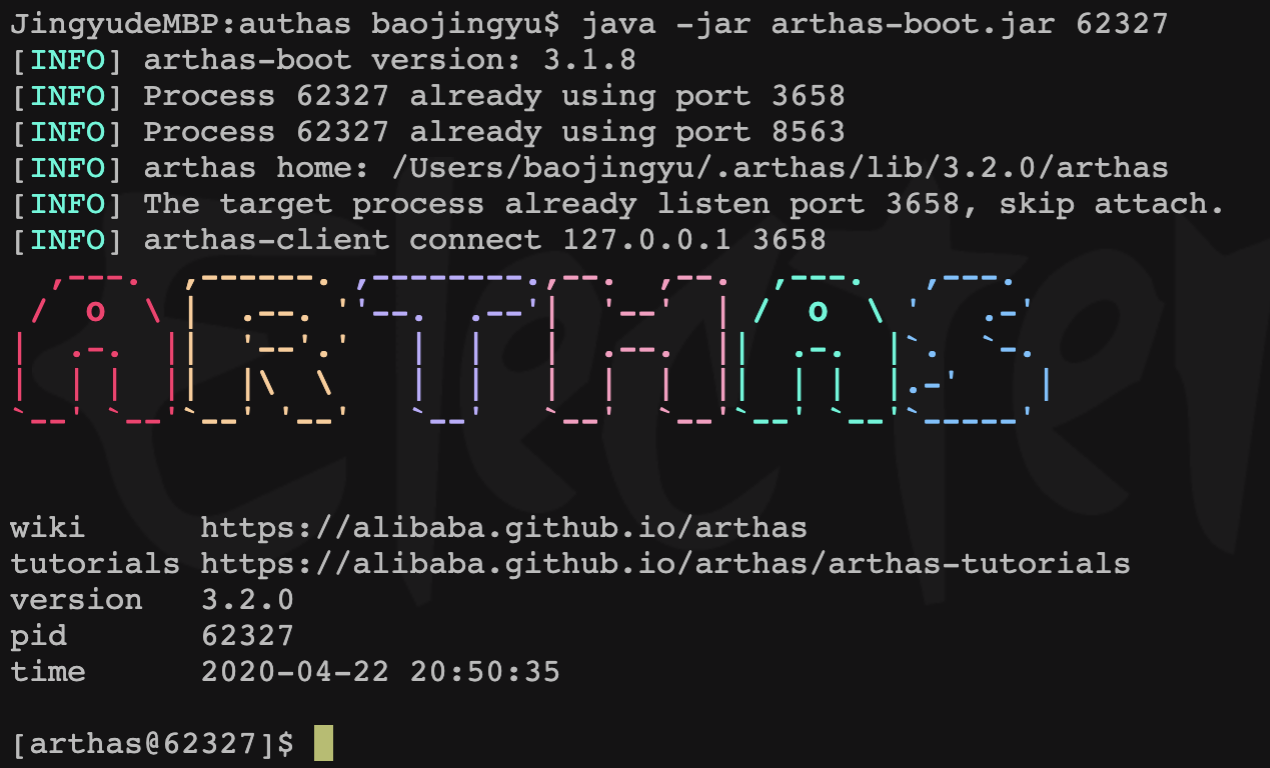 JingyudeMBP:authas baojingyu$ java -jar arthas-boot.jar 62327
[INFO] arthas-boot version: 3.1.8
[INFO] Process 62327 already using port 3658
[INFO] Process 62327 already using port 8563
[INFO] arthas home: /Users/baojingyu/.arthas/lib/3.2.0/arthas
[INFO] The target process already listen port 3658, skip attach.
[INFO] arthas-client connect 127.0.0.1 3658
ARTHAS
wiki https://alibaba.github.io/arthas
tutorials https://alibaba.github.io/arthas/arthas-tutorials
version 3.2.0
pid 62327
time 2020-04-22 20:50:35
[arthas@62327]$